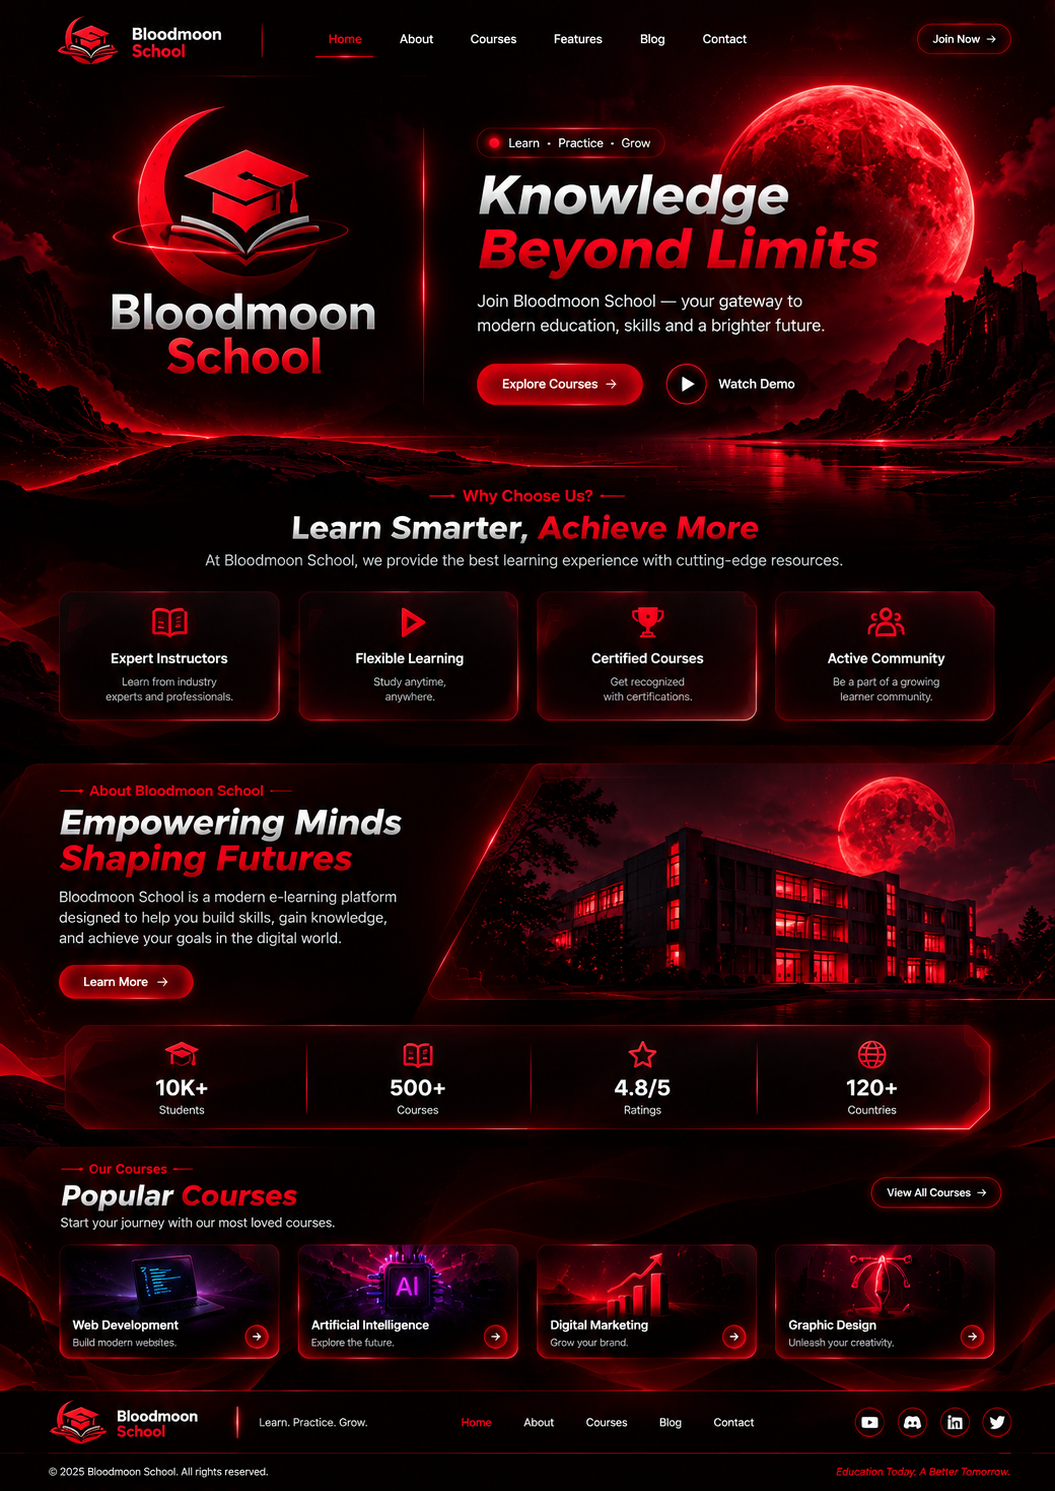 Bloodmoon
School
Home
About
Courses
Features
Blog
Contact
Join Now →
Bloodmoon
School
Learn • Practice • Grow
Knowledge
Beyond Limits
Join Bloodmoon School — your gateway to
modern education, skills and a brighter future.
Explore Courses →
Watch Demo
Why Choose Us?
Learn Smarter, Achieve More
At Bloodmoon School, we provide the best learning experience with cutting-edge resources.
Expert Instructors
Learn from industry
experts and professionals.
Flexible Learning
Study anytime,
anywhere.
Certified Courses
Get recognized
with certifications.
Active Community
Be a part of a growing
learner community.
About Bloodmoon School
Empowering Minds
Shaping Futures
Bloodmoon School is a modern e-learning platform
designed to help you build skills, gain knowledge,
and achieve your goals in the digital world.
Learn More →
10K+
Students
500+
Courses
4.8/5
Ratings
120+
Countries
Our Courses
Popular Courses
Start your journey with our most loved courses.
View All Courses →
Web Development
Build modern websites.
AI
Artificial Intelligence
Explore the future.
Digital Marketing
Grow your brand.
Graphic Design
Unleash your creativity.
Bloodmoon
School
Learn. Practice. Grow.
Home
About
Courses
Blog
Contact
© 2025 Bloodmoon School. All rights reserved.
Education Today. A Better Tomorrow.